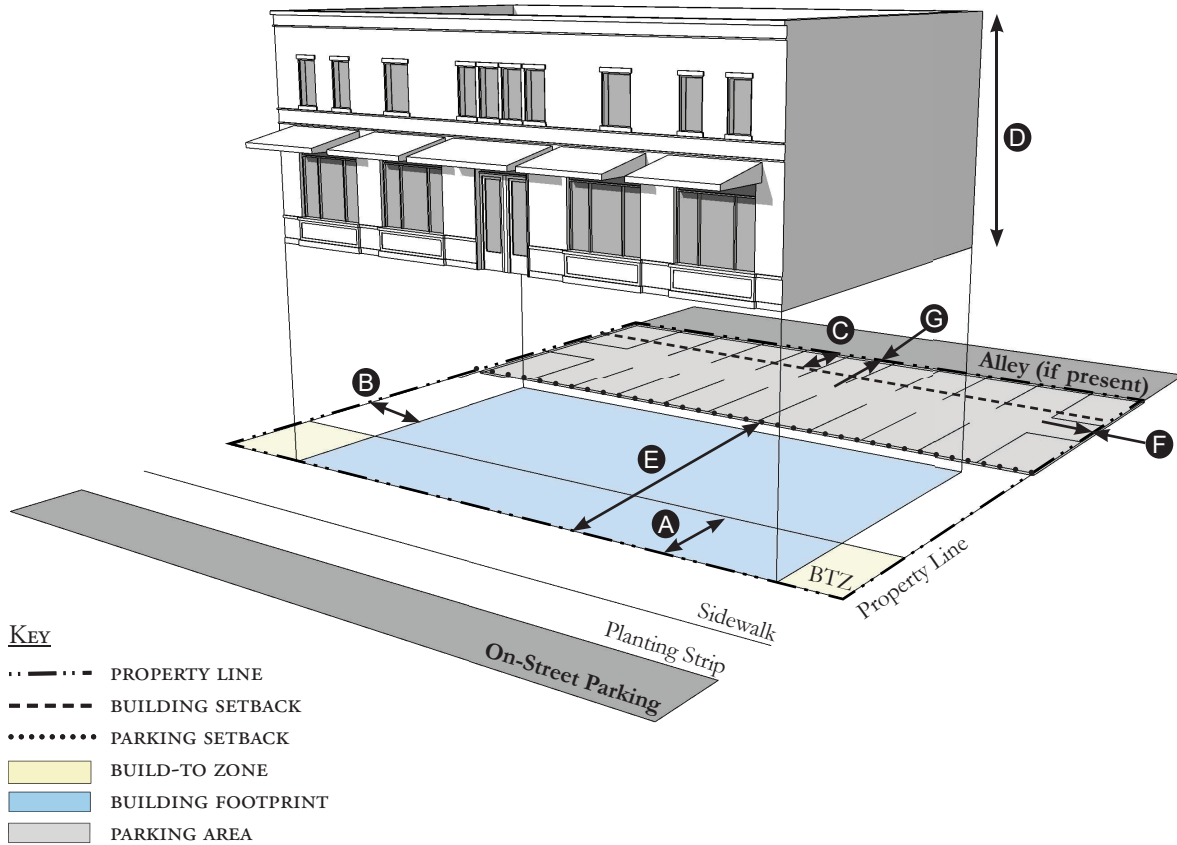 D
C
G
Alley (if present)
B
F
E
A
BTZ
Property Line
Sidewalk
Planting Strip
On-Street Parking
KEY
PROPERTY LINE
BUILDING SETBACK
PARKING SETBACK
BUILD-TO ZONE
BUILDING FOOTPRINT
PARKING AREA